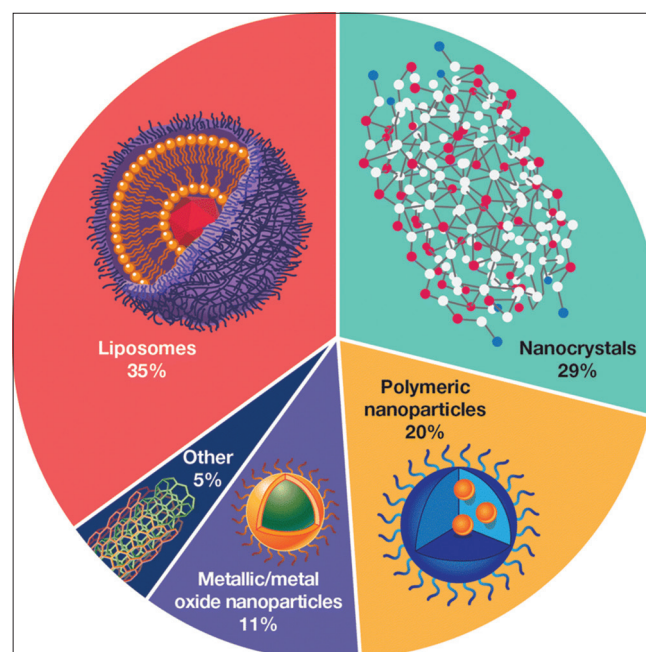 Liposomes
35%
Nanocrystals
29%
Polymeric
nanoparticles
20%
Other
5%
Metallic/metal
oxide nanoparticles
11%